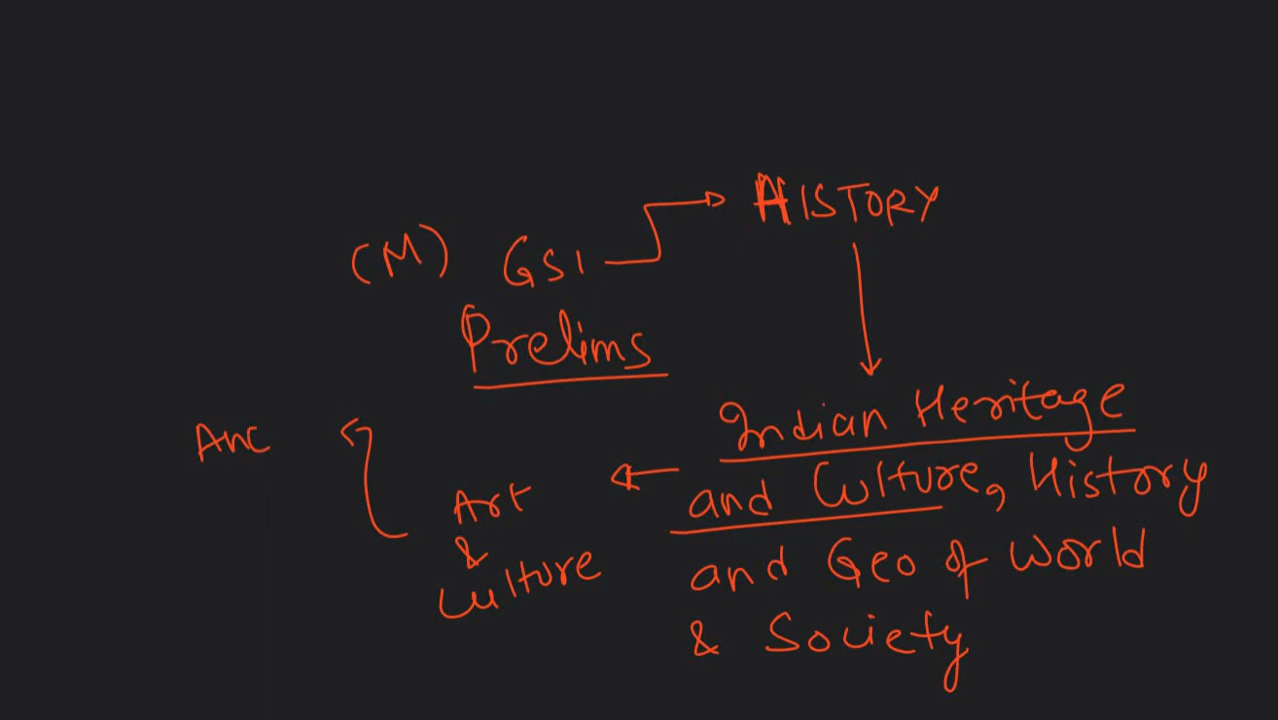 HISTORY
(M) GS1
Prelims
Indian Heritage
and Culture, History
and Geo of World
& Society
Art
&
Culture
Anc